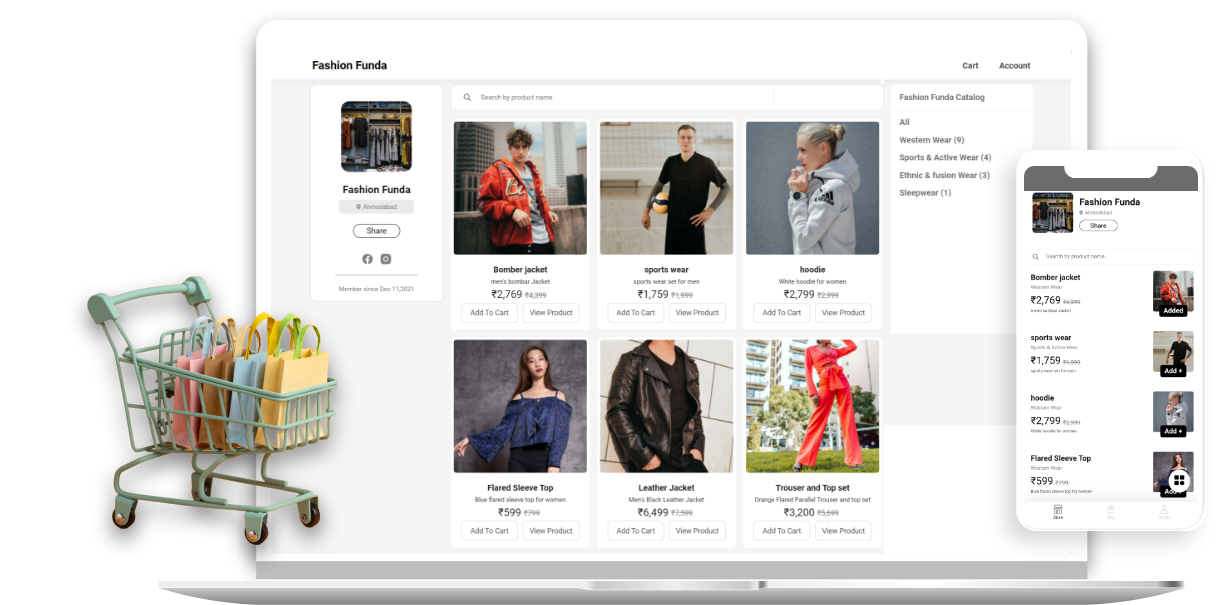 Fashion Funda
Cart
Account
Fashion Funda
Ahmedabad
Share
Member since Dec 11,2021
Search by product name
Bomber jacket
men's bombar Jacket
₹2,769 ₹4,399
Add To Cart
View Product
sports wear
sports wear set for men
₹1,759 ₹1,999
Add To Cart
View Product
hoodie
White hoodie for women
₹2,799 ₹2,999
Add To Cart
View Product
Flared Sleeve Top
Blue flared sleeve top for women
₹599 ₹799
Add To Cart
View Product
Leather Jacket
Men's Black Leather Jacket
₹6,499 ₹7,599
Add To Cart
View Product
Trouser and Top set
Orange Flared Parallel Trouser and top set
₹3,200 ₹5,699
Add To Cart
View Product
Fashion Funda Catalog
All
Western Wear (9)
Sports & Active Wear (4)
Ethnic & fusion Wear (3)
Sleepwear (1)
Fashion Funda
Ahmedabad
Share
Search by product name
Bomber jacket
Western Wear
₹2,769 ₹4,399
mens bombar Jacket
Added
sports wear
Sports & Active Wear
₹1,759 ₹1,999
sports wear set for men
Add +
hoodie
Western Wear
₹2,799 ₹2,999
White hoodie for women
Add +
Flared Sleeve Top
Western Wear
₹599 ₹799
Blue flared sleeve top for women
Add +
Store
Bag
Profile
adidas